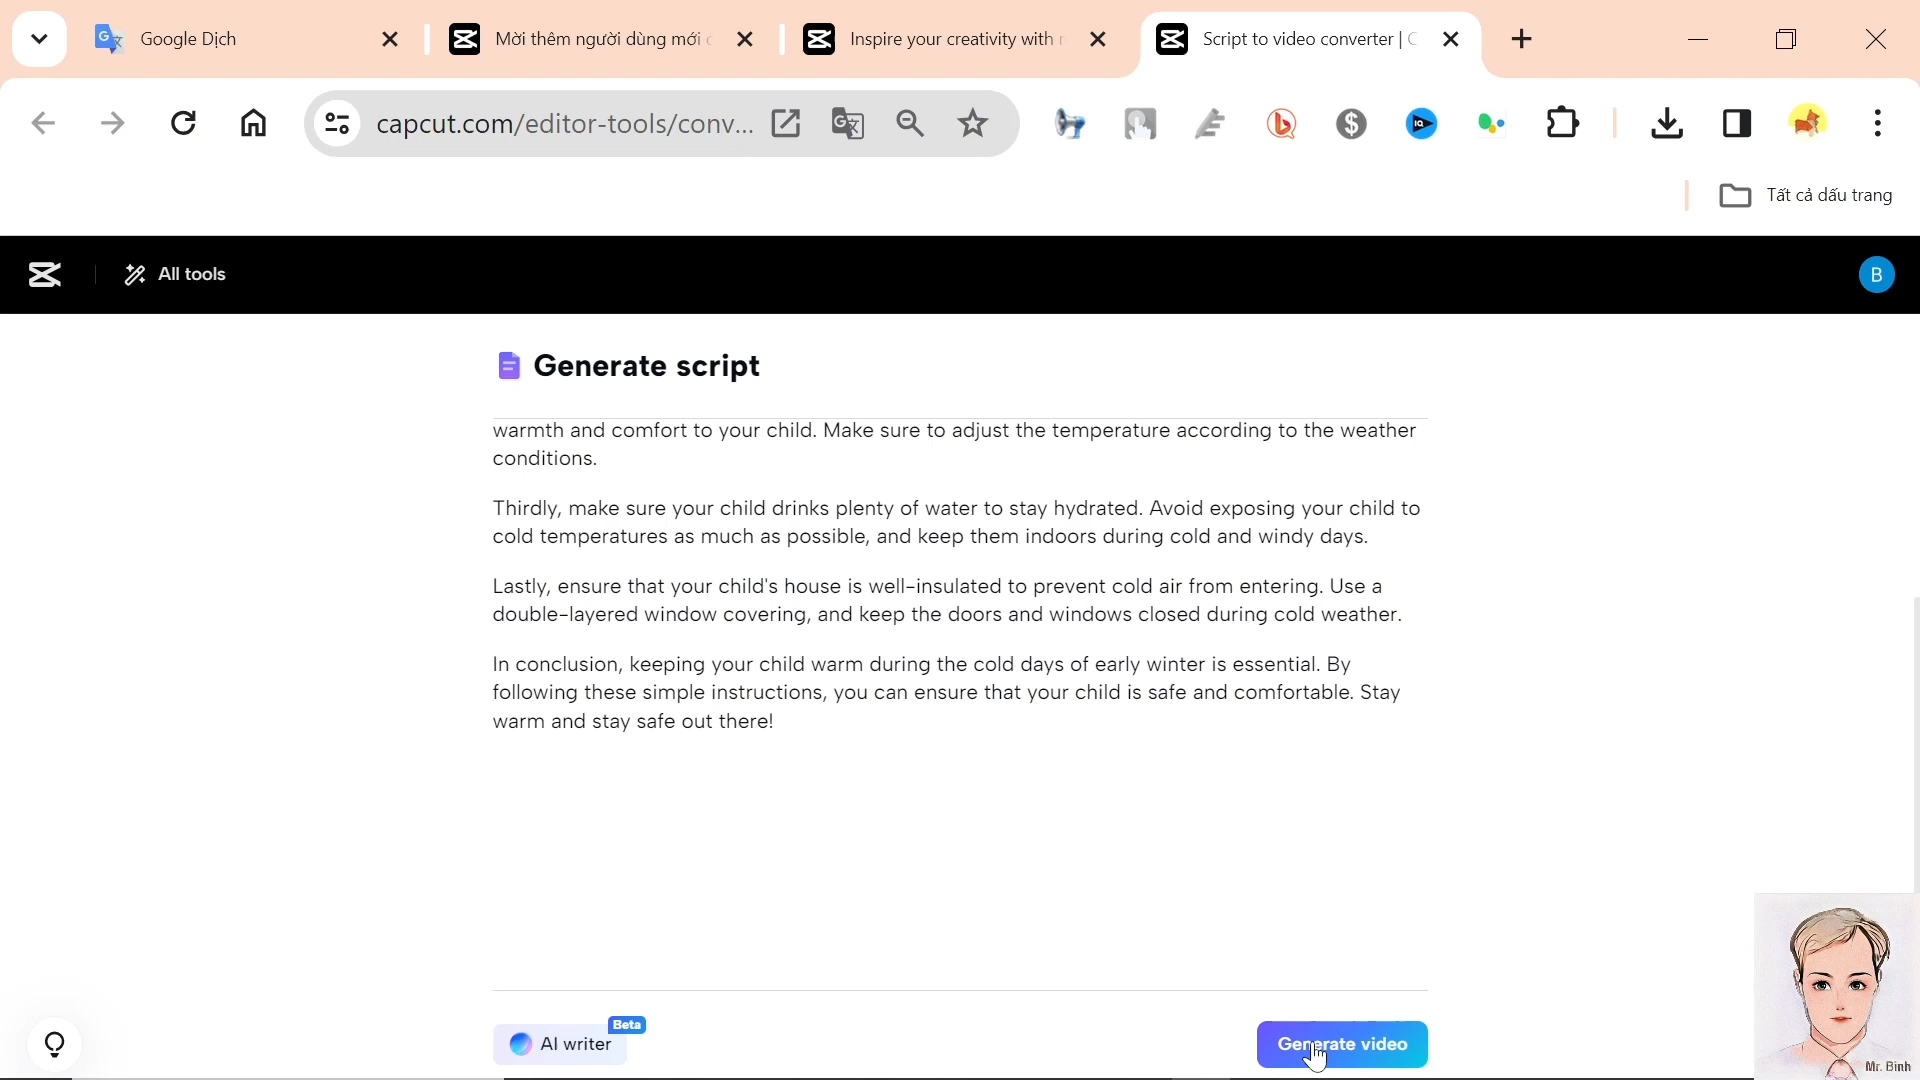 Google Dịch
Mời thêm người dùng mới
Inspire your creativity with
Script to video converter |
capcut.com/editor-tools/conv...
Tất cả dấu trang
All tools
B
Generate script
warmth and comfort to your child. Make sure to adjust the temperature according to the weather
conditions.
Thirdly, make sure your child drinks plenty of water to stay hydrated. Avoid exposing your child to
cold temperatures as much as possible, and keep them indoors during cold and windy days.
Lastly, ensure that your child's house is well-insulated to prevent cold air from entering. Use a
double-layered window covering, and keep the doors and windows closed during cold weather.
In conclusion, keeping your child warm during the cold days of early winter is essential. By
following these simple instructions, you can ensure that your child is safe and comfortable. Stay
warm and stay safe out there!
Beta
AI writer
Generate video
Mr. Bình